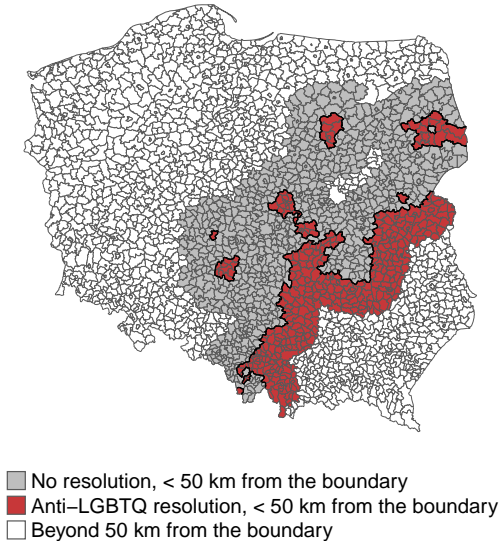 No resolution, < 50 km from the boundary
Anti−LGBTQ resolution, < 50 km from the boundary
Beyond 50 km from the boundary